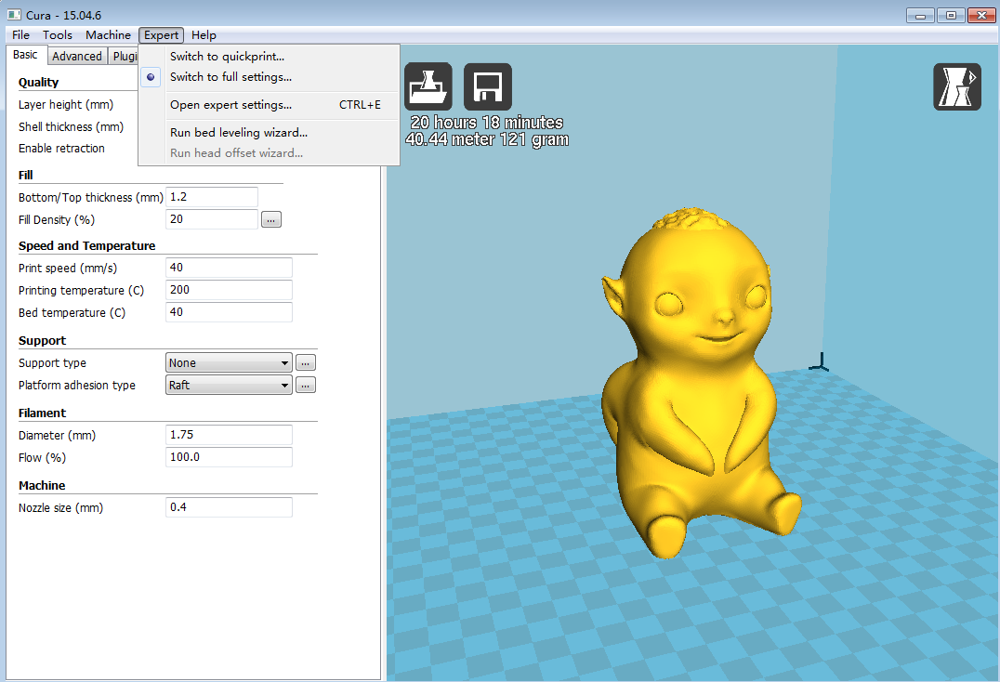 Cura - 15.04.6
File Tools Machine Expert Help
Basic Advanced Plugi
Switch to quickprint...
Switch to full settings...
Open expert settings... CTRL+E
Run bed leveling wizard...
Run head offset wizard...
20 hours 18 minutes
40.44 meter 121 gram
Quality
Layer height (mm)
Shell thickness (mm)
Enable retraction
Fill
Bottom/Top thickness (mm) 1.2
Fill Density (%) 20 ...
Speed and Temperature
Print speed (mm/s) 40
Printing temperature (C) 200
Bed temperature (C) 40
Support
Support type None ...
Platform adhesion type Raft ...
Filament
Diameter (mm) 1.75
Flow (%) 100.0
Machine
Nozzle size (mm) 0.4